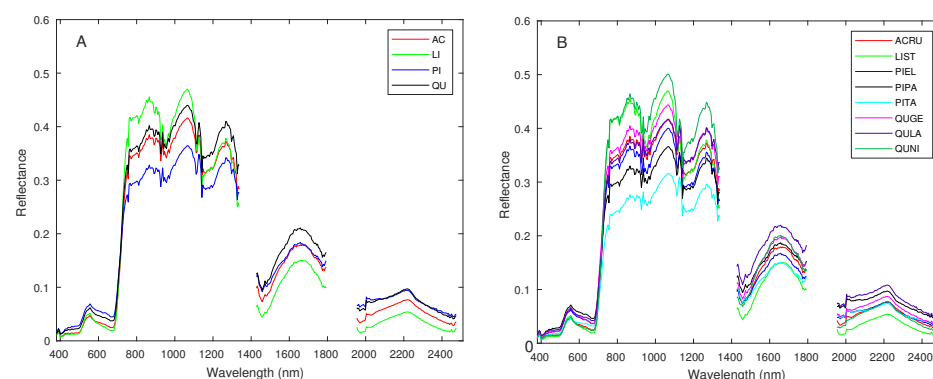 A
AC
LI
PI
QU
0.6
0.5
0.4
0.3
0.2
0.1
0
Reflectance
400 600 800 1000 1200 1400 1600 1800 2000 2200 2400
Wavelength (nm)
B
ACRU
LIST
PIEL
PIPA
PITA
QUGE
QULA
QUNI
0.6
0.5
0.4
0.3
0.2
0.1
0
Reflectance
400 600 800 1000 1200 1400 1600 1800 2000 2200 2400
Wavelength (nm)